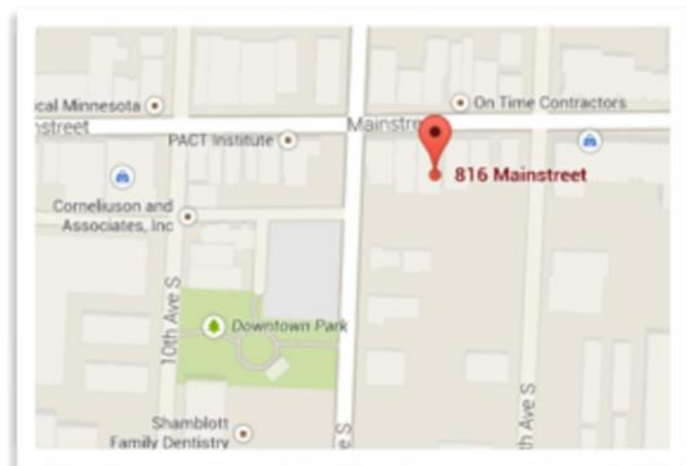 cal Minnesota
On Time Contractors
nstreet
Mainstre
PACT Institute
816 Mainstreet
Corneliuson and
Associates, Inc
10th Ave S
Downtown Park
th Ave S
Shamblott
Family Dentistry
e S